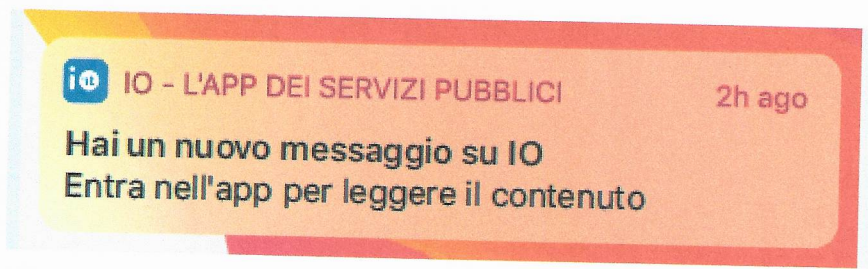 io it IO - L'APP DEI SERVIZI PUBBLICI 2h ago
Hai un nuovo messaggio su IO
Entra nell'app per leggere il contenuto